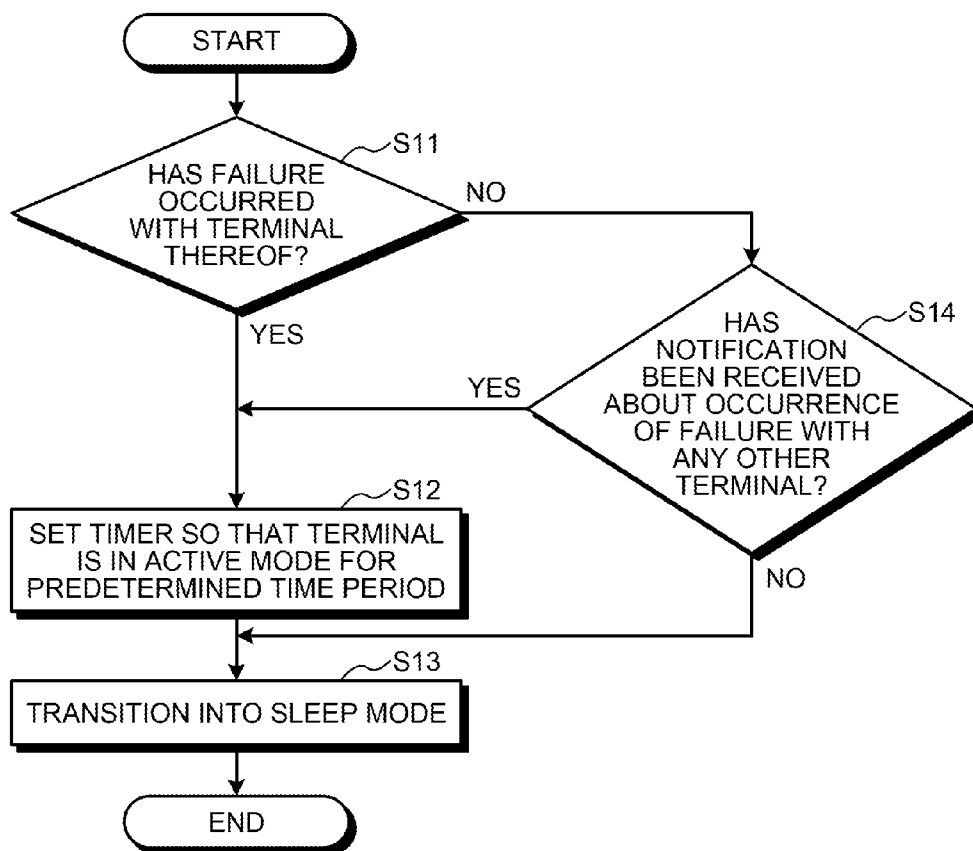 START
S11
HAS FAILURE
OCCURRED
WITH TERMINAL
THEREOF?
NO
YES
S14
HAS
NOTIFICATION
BEEN RECEIVED
ABOUT OCCURRENCE
OF FAILURE WITH
ANY OTHER
TERMINAL?
YES
NO
S12
SET TIMER SO THAT TERMINAL
IS IN ACTIVE MODE FOR
PREDETERMINED TIME PERIOD
S13
TRANSITION INTO SLEEP MODE
END